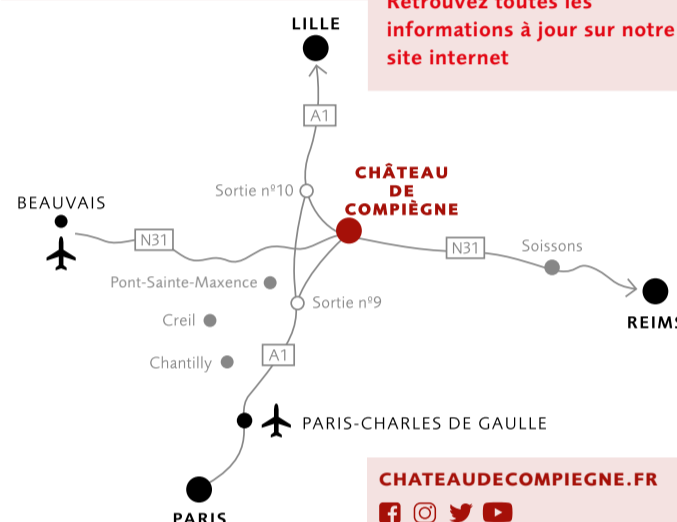 Retrouvez toutes les
informations à jour sur notre
site internet
LILLE
A1
CHÂTEAU
DE
COMPIÈGNE
Sortie nº10
BEAUVAIS
N31
N31
Soissons
Pont-Sainte-Maxence
Sortie nº9
REIMS
Creil
A1
Chantilly
PARIS-CHARLES DE GAULLE
PARIS
CHATEAUDECOMPIEGNE.FR